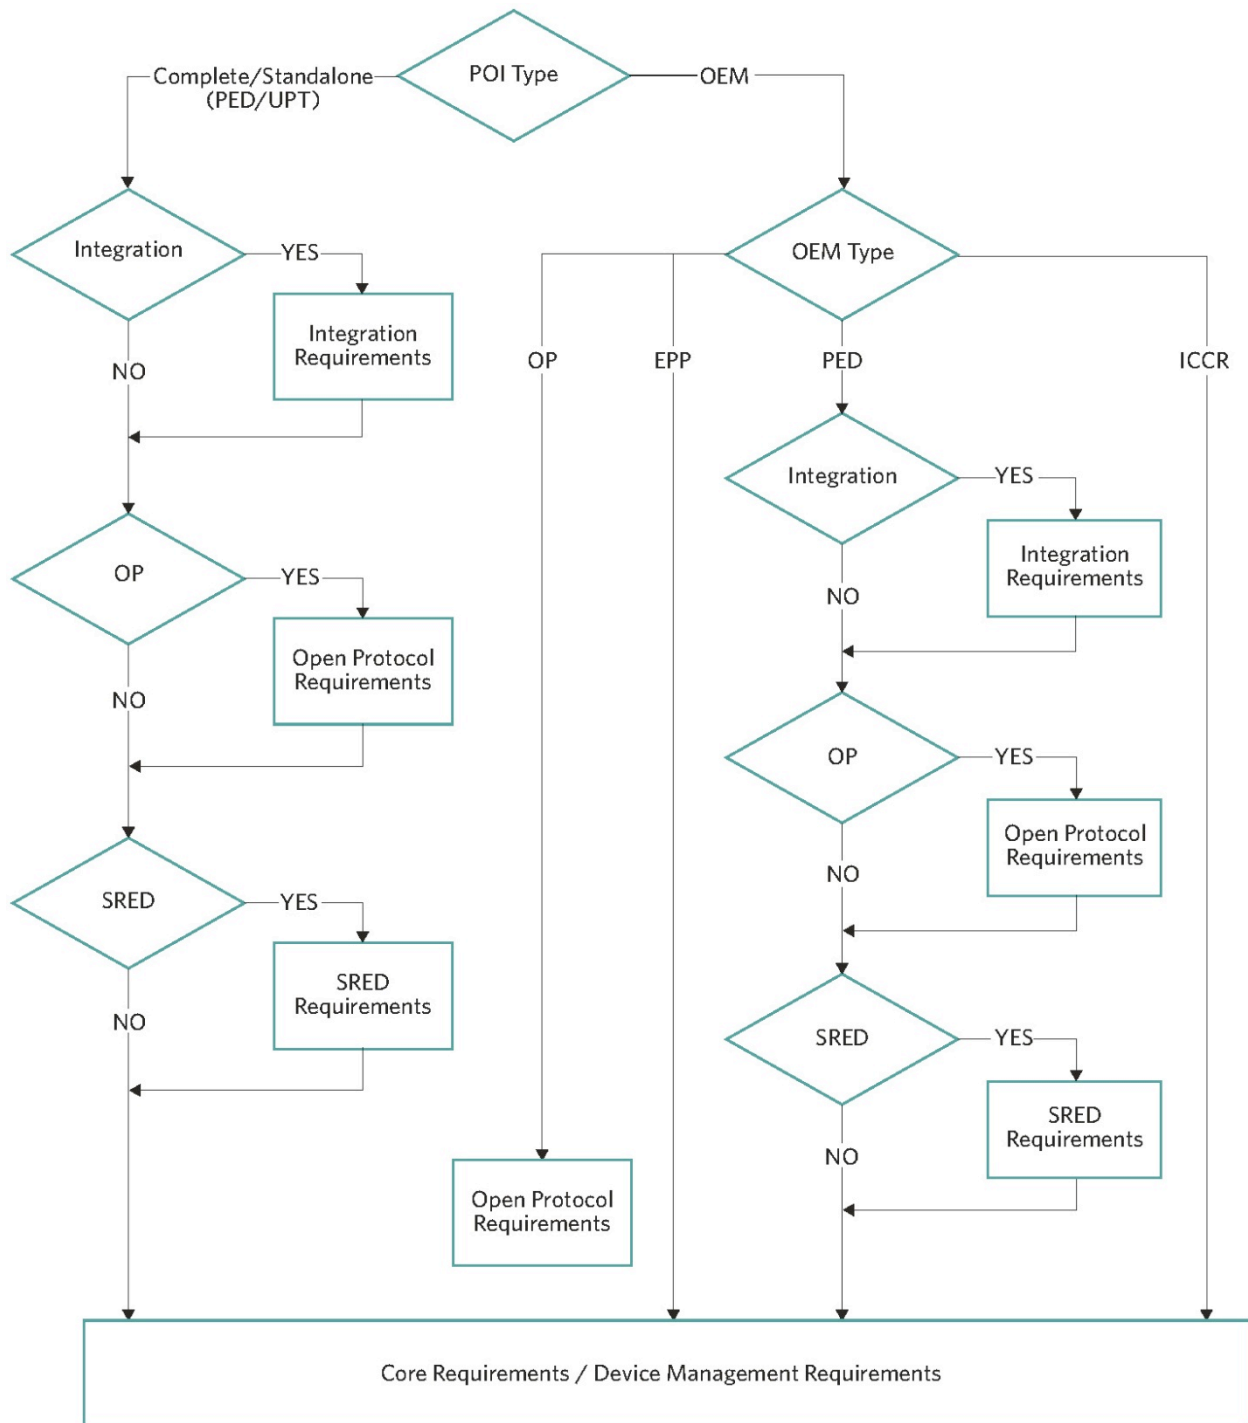 POI Type
Complete/Standalone
(PED/UPT)
OEM
Integration
YES
Integration
Requirements
NO
OP
YES
Open Protocol
Requirements
NO
SRED
YES
SRED
Requirements
NO
OEM Type
OP
EPP
PED
ICCR
Open Protocol
Requirements
Integration
YES
Integration
Requirements
NO
OP
YES
Open Protocol
Requirements
NO
SRED
YES
SRED
Requirements
NO
Core Requirements / Device Management Requirements